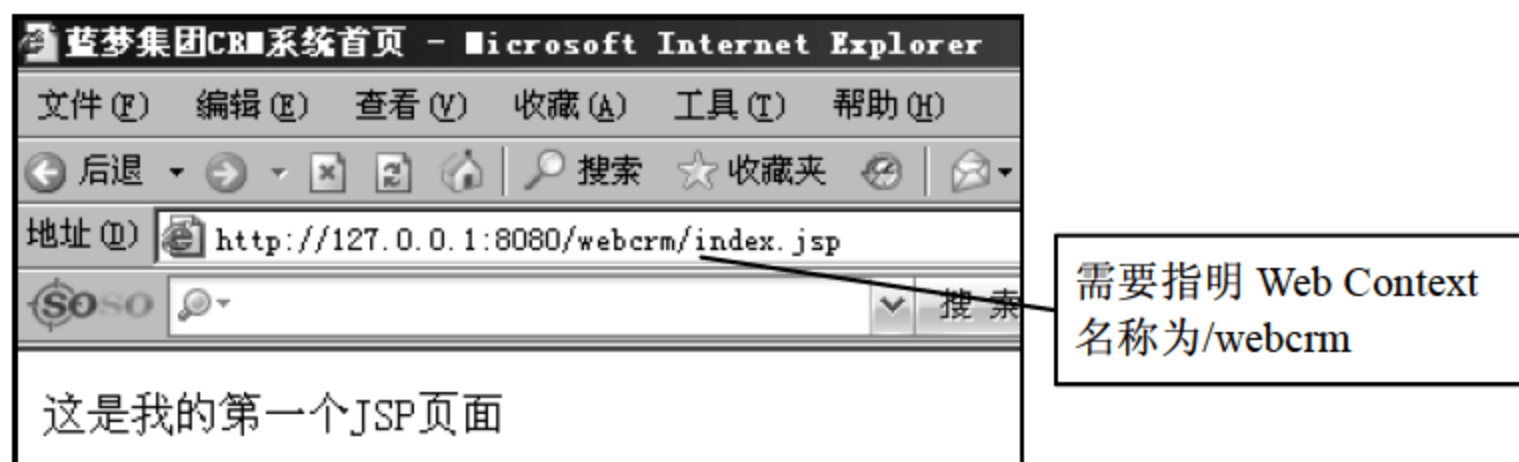 蓝梦集团CRM系统首页 - Microsoft Internet Explorer
文件(F) 编辑(E) 查看(V) 收藏(A) 工具(T) 帮助(H)
后退 搜索 收藏夹
地址(D) http://127.0.0.1:8080/webcrm/index.jsp
SOSO 搜 索
需要指明 Web Context
名称为/webcrm
这是我的第一个JSP页面